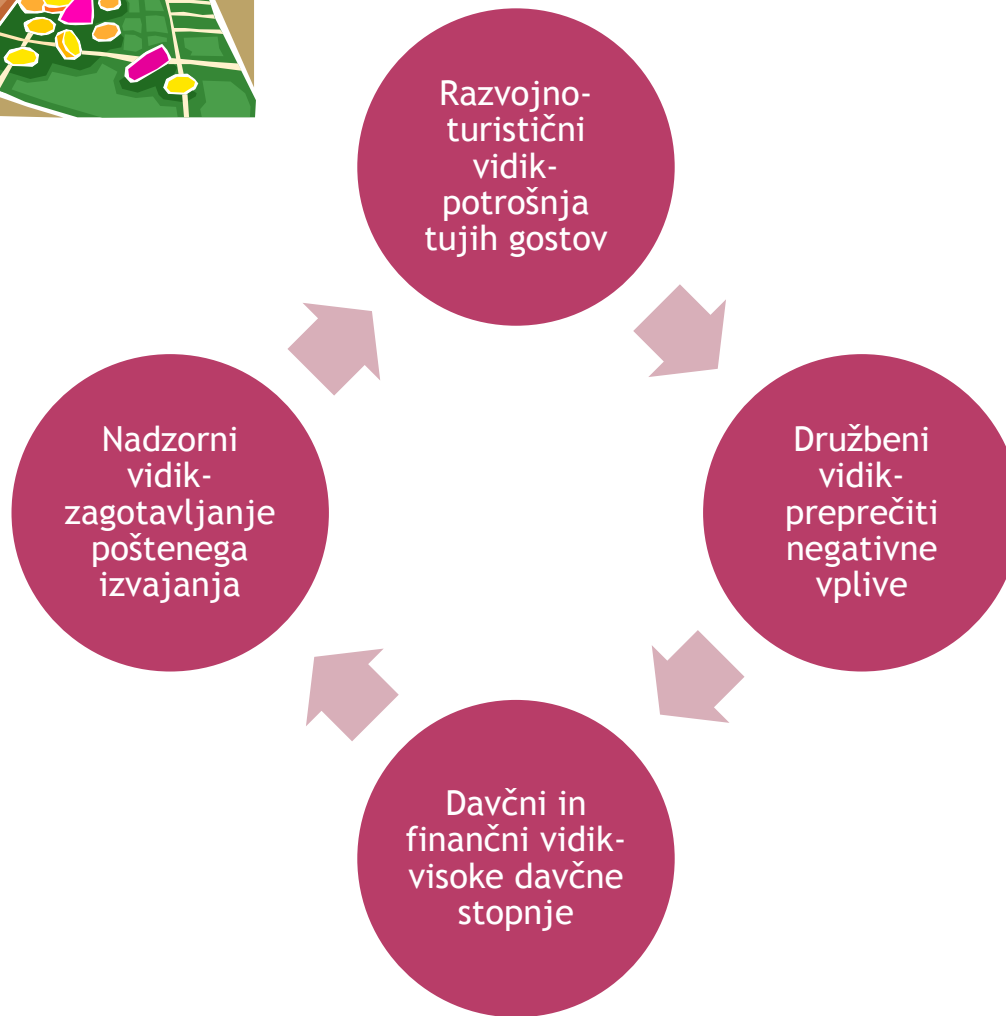 Razvojno-
turistični
vidik-
potrošnja
tujih gostov
Družbeni
vidik-
preprečiti
negativne
vplive
Davčni in
finančni vidik-
visoke davčne
stopnje
Nadzorni
vidik-
zagotavljanje
poštenega
izvajanja